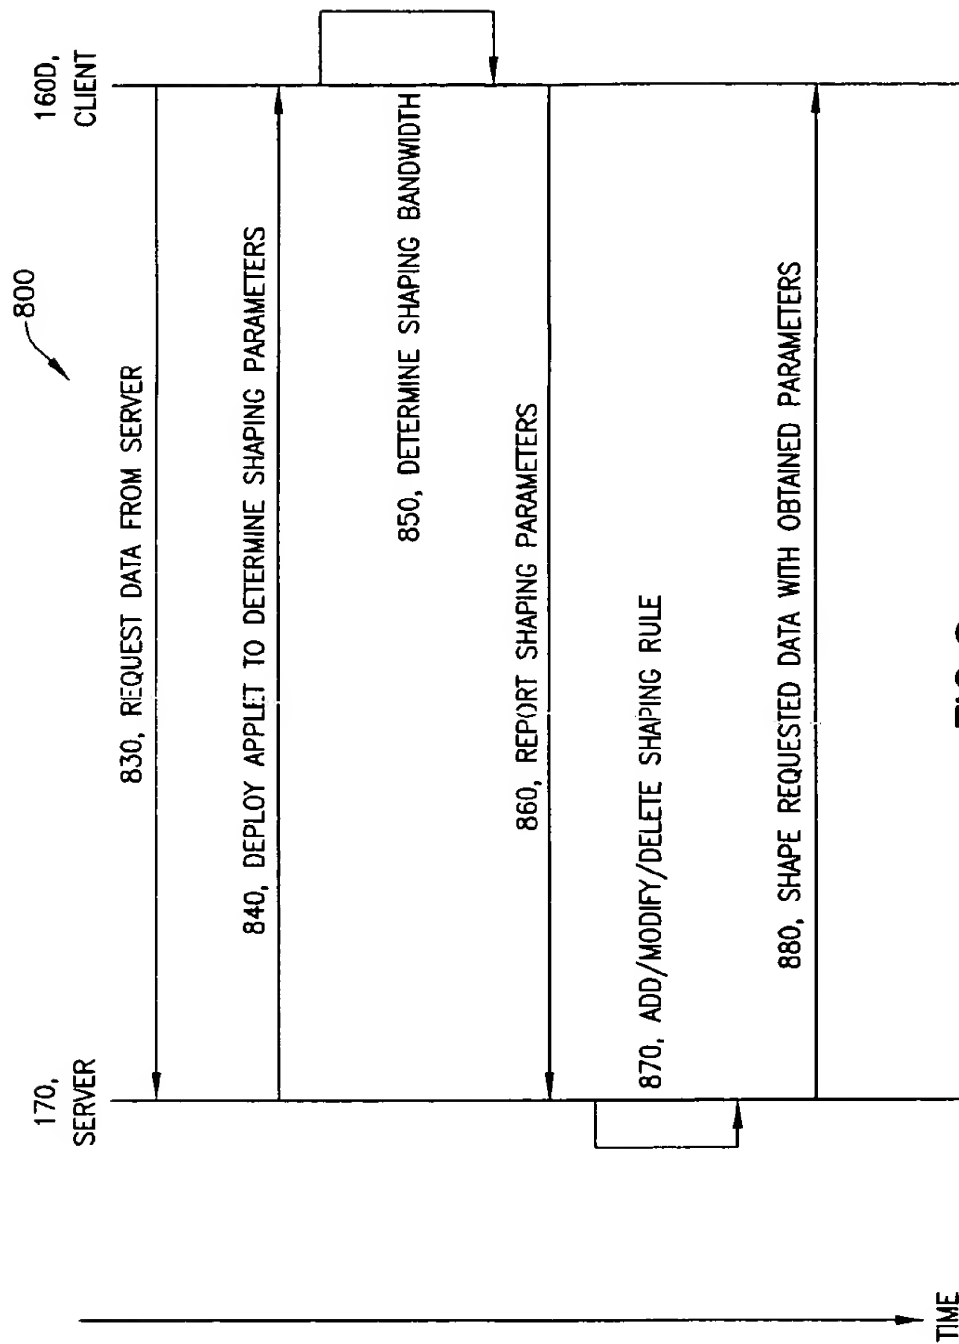 800
170,
SERVER
160D,
CLIENT
830, REQUEST DATA FROM SERVER
840, DEPLOY APPLET TO DETERMINE SHAPING PARAMETERS
850, DETERMINE SHAPING BANDWIDTH
860, REPORT SHAPING PARAMETERS
870, ADD/MODIFY/DELETE SHAPING RULE
880, SHAPE REQUESTED DATA WITH OBTAINED PARAMETERS
TIME